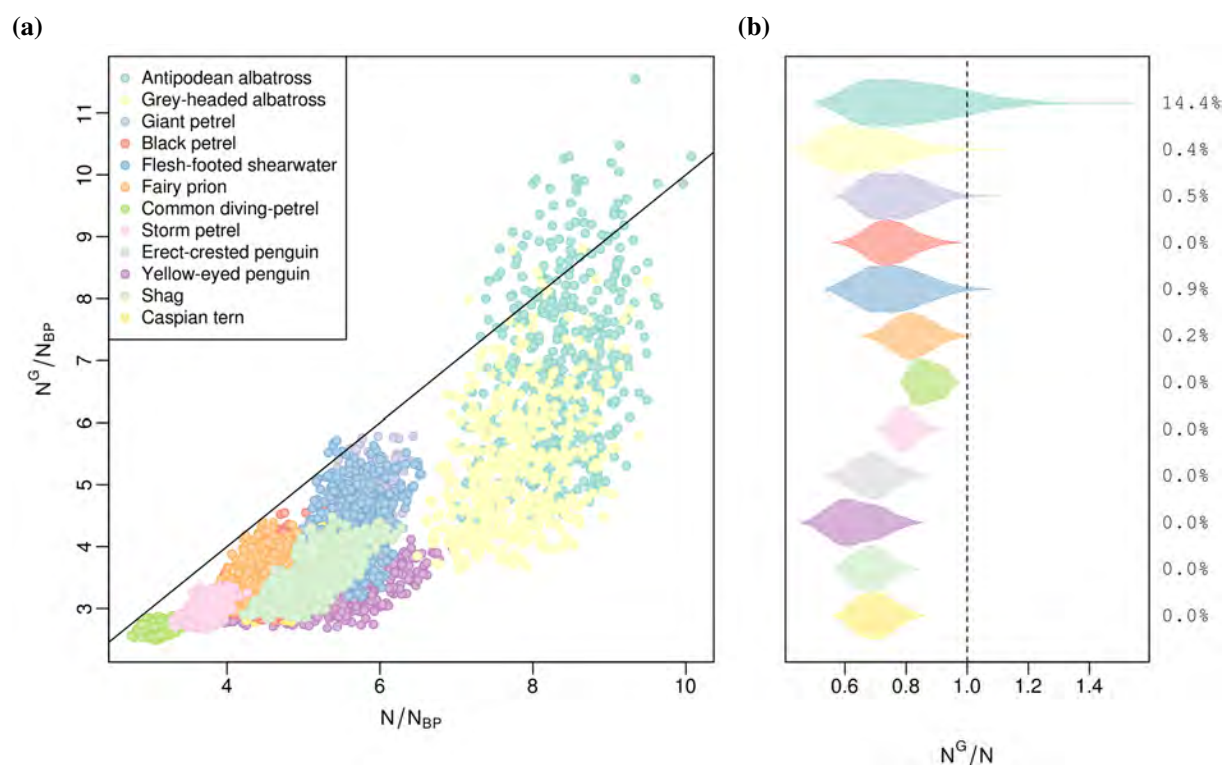 (a)
(b)
Antipodean albatross
Grey-headed albatross
Giant petrel
Black petrel
Flesh-footed shearwater
Fairy prion
Common diving-petrel
Storm petrel
Erect-crested penguin
Yellow-eyed penguin
Shag
Caspian tern
11
10
9
8
7
6
5
4
3
N^G/N_BP
4 6 8 10
N/N_BP
14.4%
0.4%
0.5%
0.0%
0.9%
0.2%
0.0%
0.0%
0.0%
0.0%
0.0%
0.0%
0.6 0.8 1.0 1.2 1.4
N^G/N